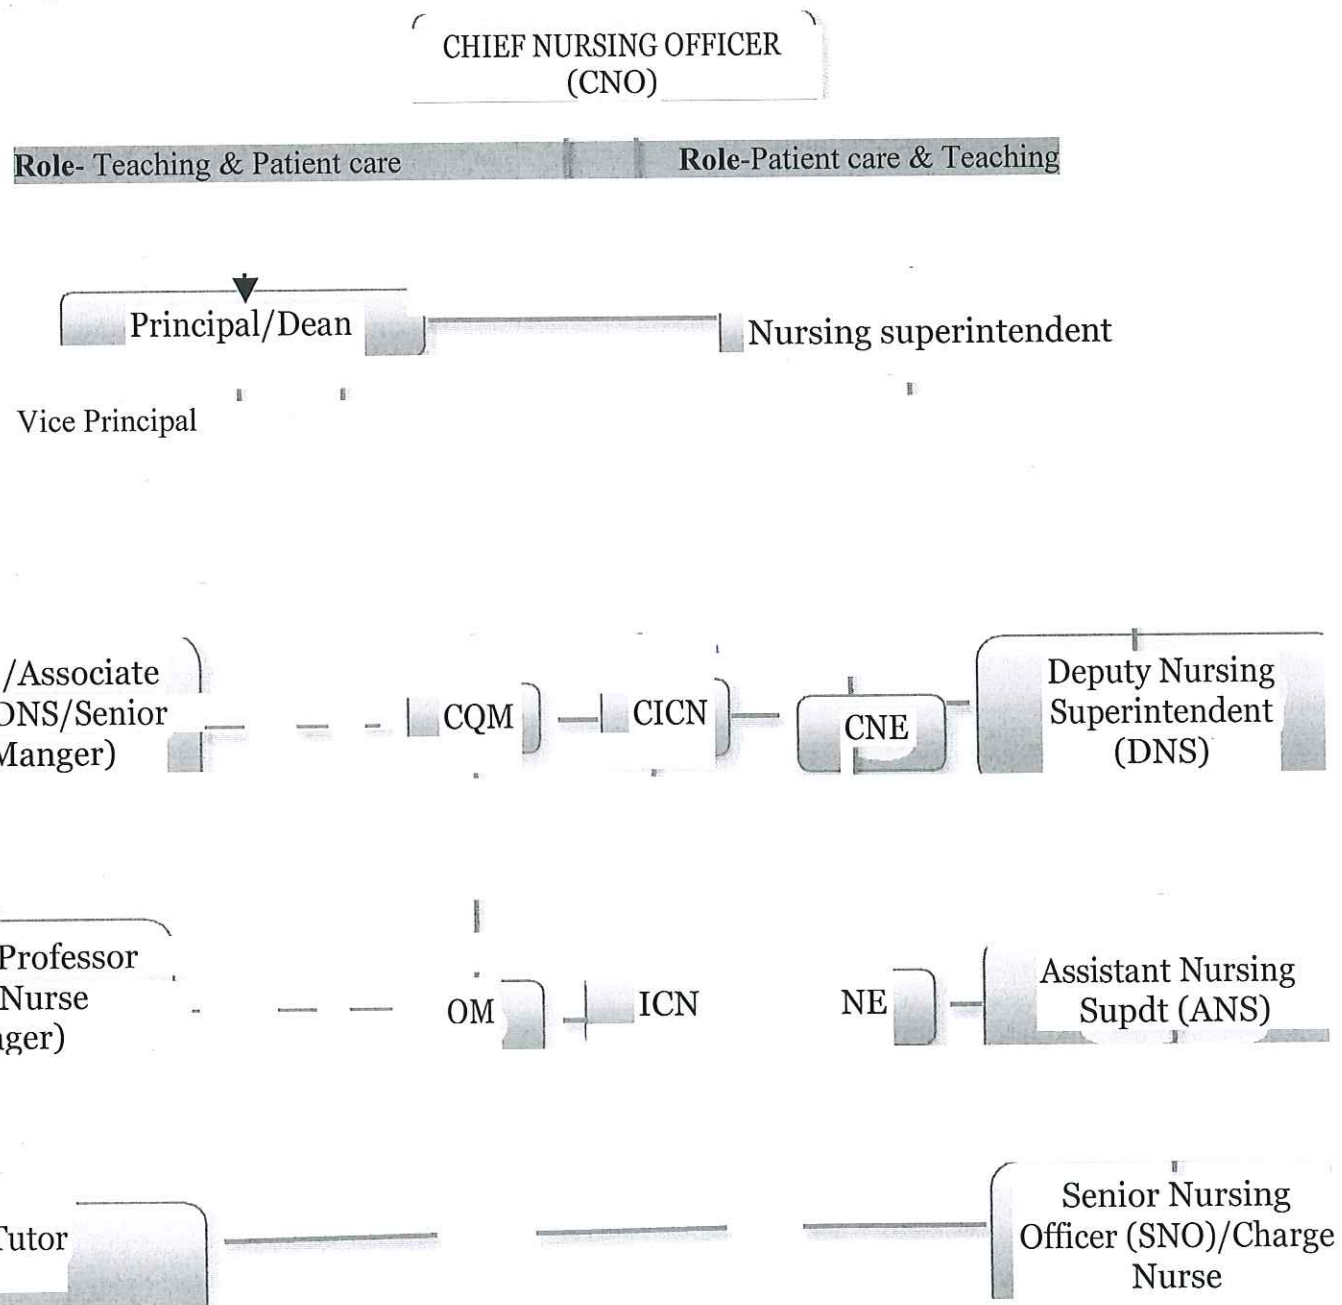 CHIEF NURSING OFFICER
(CNO)
Role- Teaching & Patient care
Role-Patient care & Teaching
Principal/Dean
Nursing superintendent
Vice Principal
/Associate
DNS/Senior
Manger)
CQM
CICN
CNE
Deputy Nursing
Superintendent
(DNS)
Professor
Nurse
ger)
OM
ICN
NE
Assistant Nursing
Supdt (ANS)
Tutor
Senior Nursing
Officer (SNO)/Charge
Nurse